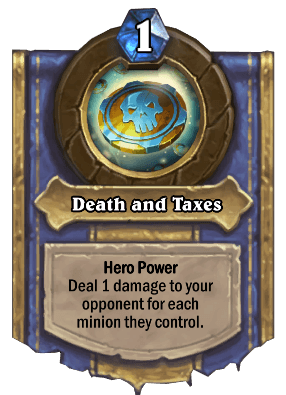 1
Death and Taxes
Hero Power
Deal 1 damage to your
opponent for each
minion they control.